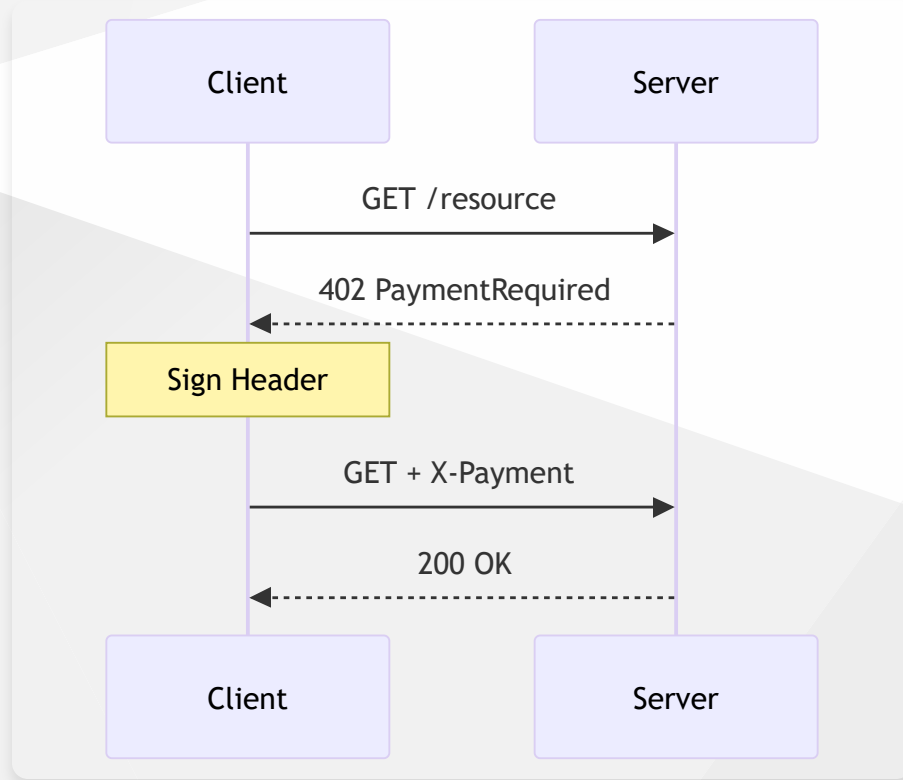 Client
Server
GET /resource
402 PaymentRequired
Sign Header
GET + X-Payment
200 OK
Client
Server